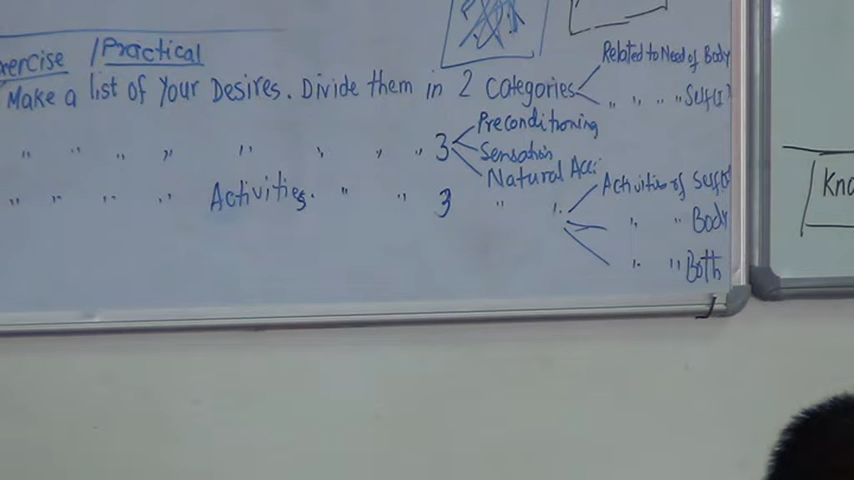 Exercise / Practical
Make a list of Your Desires. Divide them in 2 Categories
Related to Need of Body
" " " " Self(I)
" " " " " " " " 3
Preconditioning
Sensation
Natural Acc:
" " " " Activities. " " 3 " "
Activities of Self(I)
" " Body
" " Both
Kno